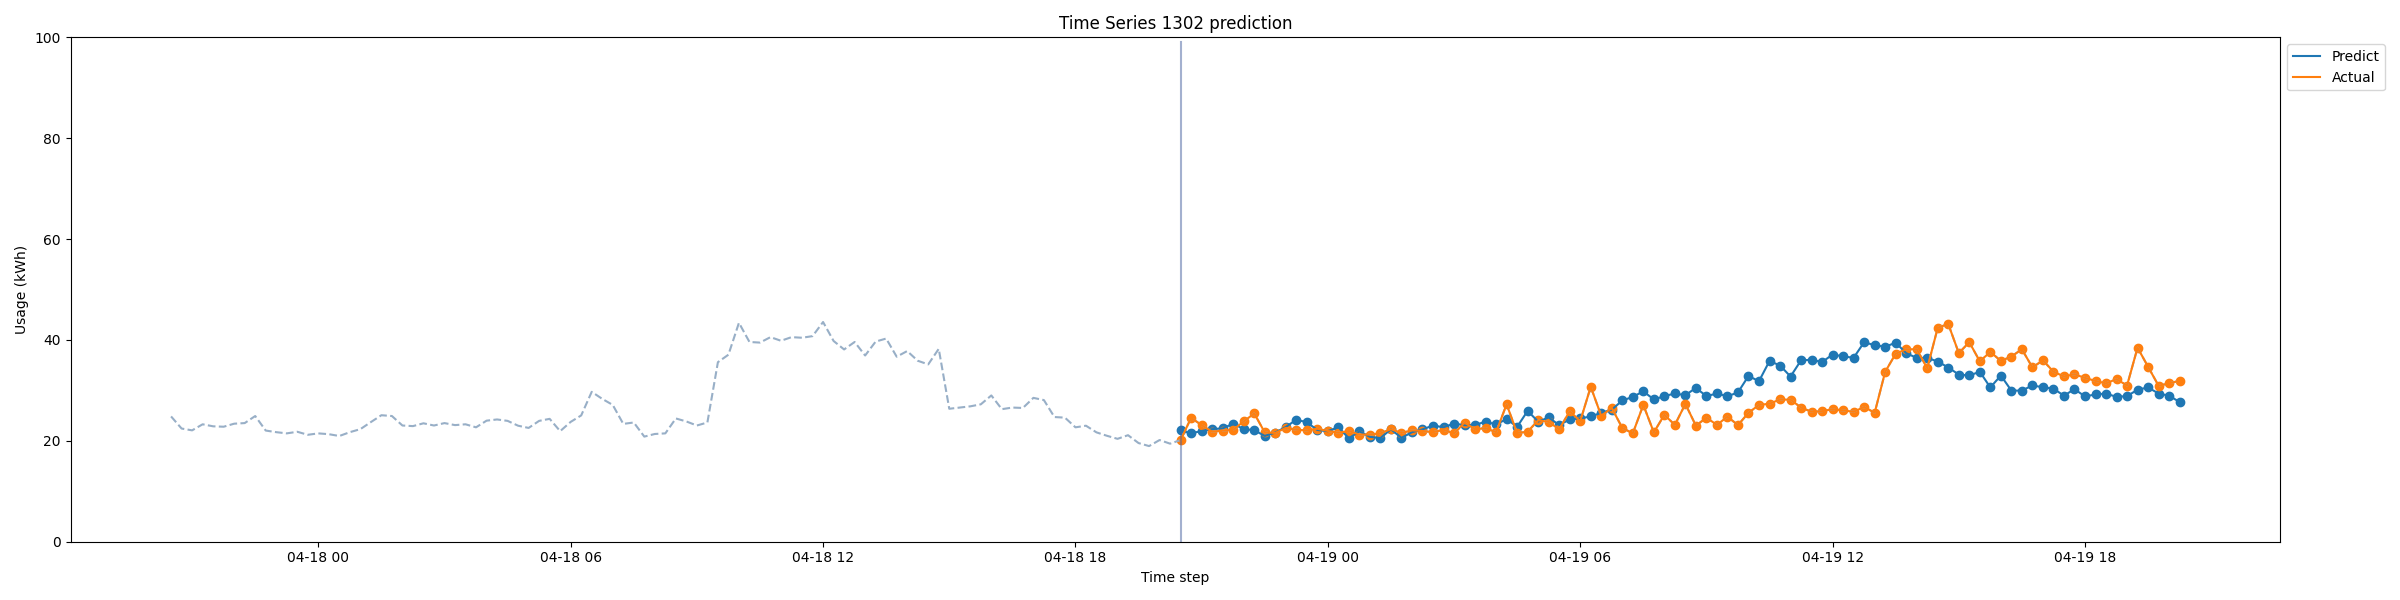 Time Series 1302 prediction
Usage (kWh)
100
80
60
40
20
0
04-18 00
04-18 06
04-18 12
04-18 18
04-19 00
04-19 06
04-19 12
04-19 18
Time step
Predict
Actual